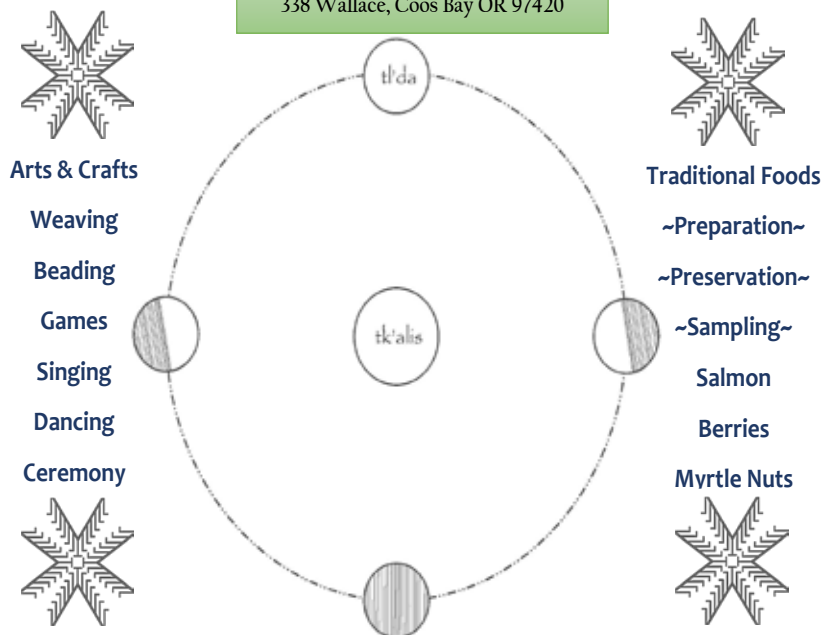 338 Wallace, Coos Bay OR 97420
tl'da
Arts & Crafts
Weaving
Beading
Games
Singing
Dancing
Ceremony
tk'alis
Traditional Foods
~Preparation~
~Preservation~
~Sampling~
Salmon
Berries
Myrtle Nuts